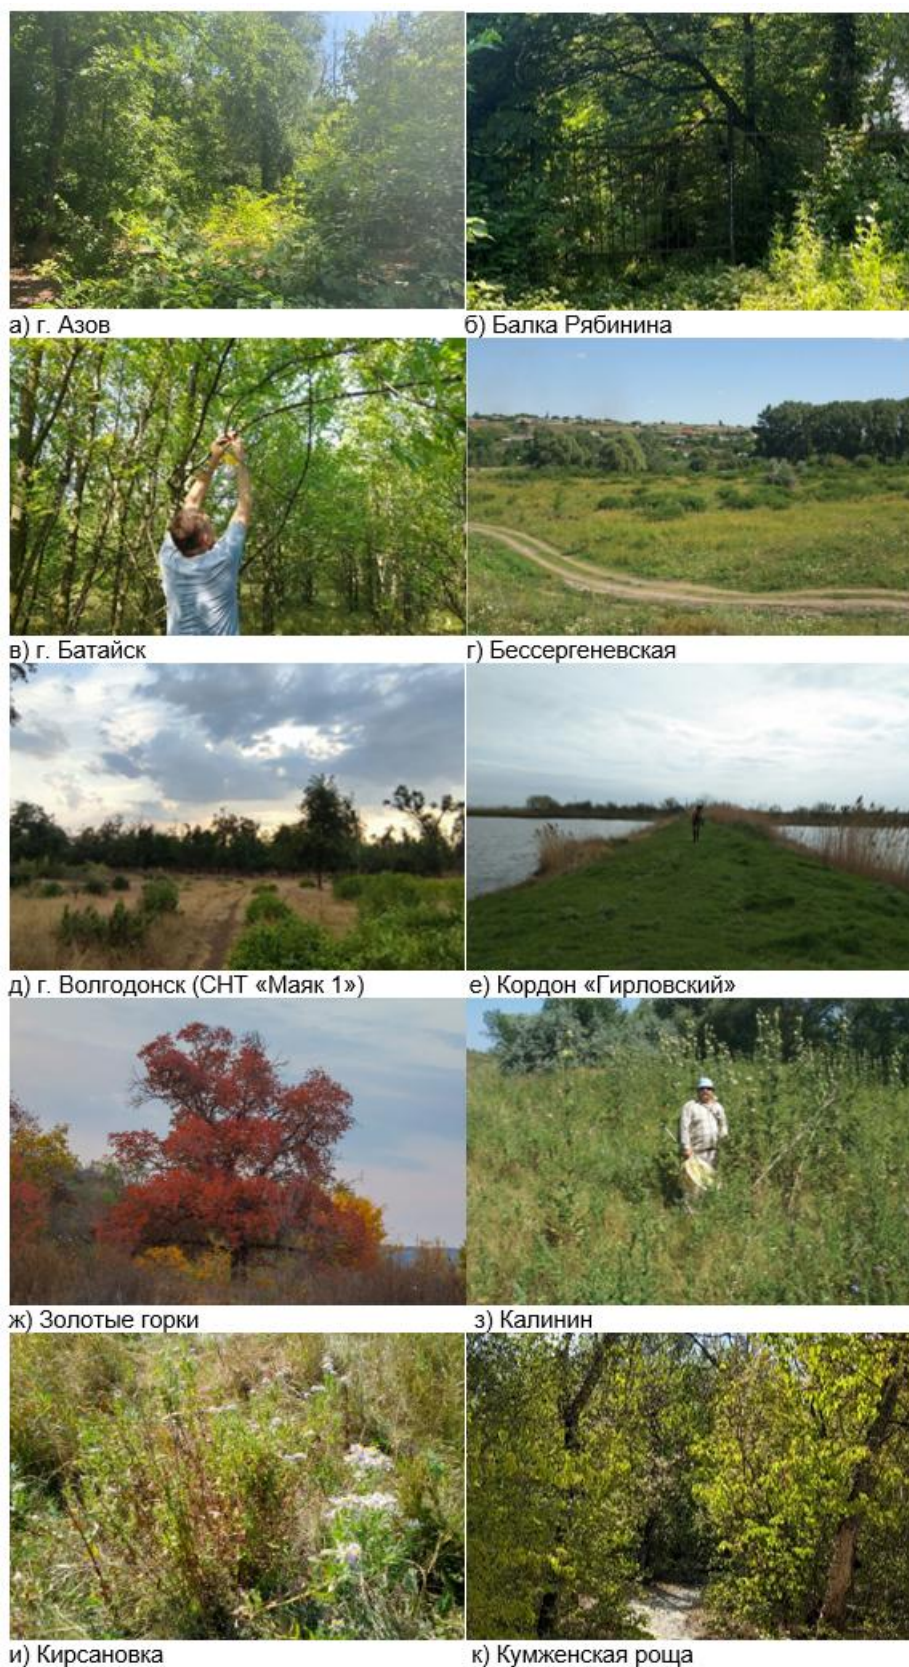 а) г. Азов
б) Балка Рябинина
в) г. Батайск
г) Бессергеневская
д) г. Волгодонск (СНТ «Маяк 1»)
е) Кордон «Гирловский»
ж) Золотые горки
з) Калинин
и) Кирсановка
к) Кумженская роща